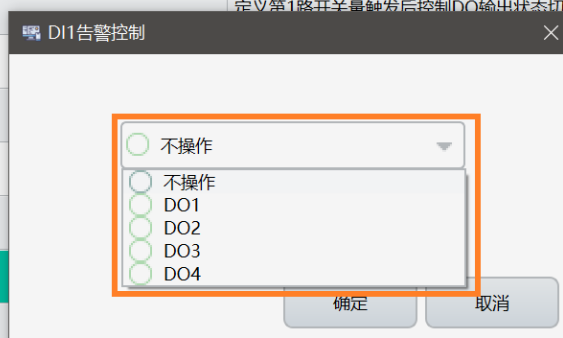 定义第1路开关量触发后控制DO输出状态切
DI1告警控制
不操作
不操作
DO1
DO2
DO3
DO4
确定
取消